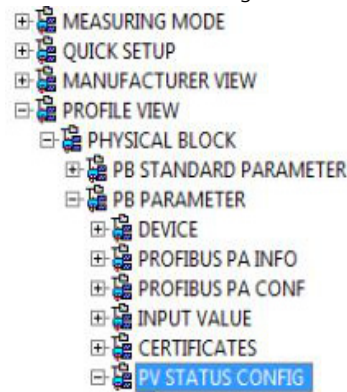 MEASURING MODE
QUICK SETUP
MANUFACTURER VIEW
PROFILE VIEW
PHYSICAL BLOCK
PB STANDARD PARAMETER
PB PARAMETER
DEVICE
PROFIBUS PA INFO
PROFIBUS PA CONF
INPUT VALUE
CERTIFICATES
PV STATUS CONFIG